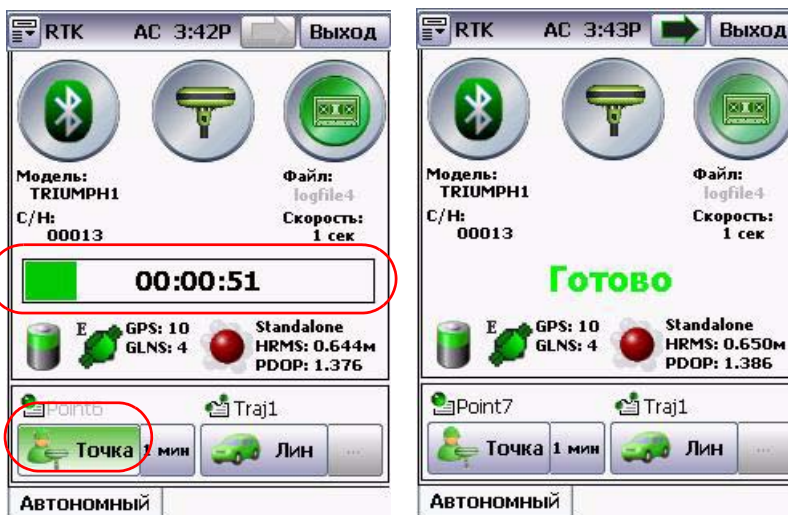 RTK AC 3:42P Выход
Модель:
TRIUMPH1
С/Н:
00013
Файл:
logfile4
Скорость:
1 сек
00:00:51
E GPS: 10
GLNS: 4
Standalone
HRMS: 0.644м
PDOP: 1.376
Point6 Traj1
Точка 1 мин Лин ...
Автономный
RTK AC 3:43P Выход
Модель:
TRIUMPH1
С/Н:
00013
Файл:
logfile4
Скорость:
1 сек
Готово
E GPS: 10
GLNS: 4
Standalone
HRMS: 0.650м
PDOP: 1.386
Point7 Traj1
Точка 1 мин Лин ...
Автономный